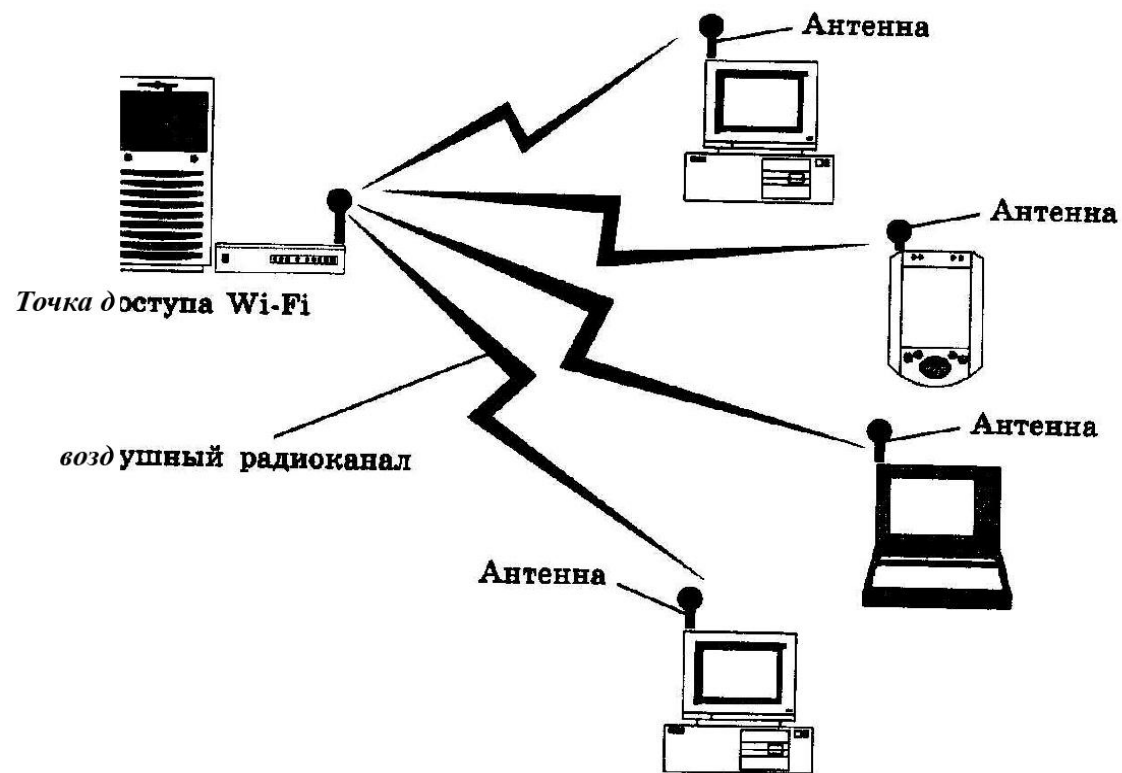 Антенна
Антенна
Точка доступа Wi-Fi
Антенна
воздушный радиоканал
Антенна